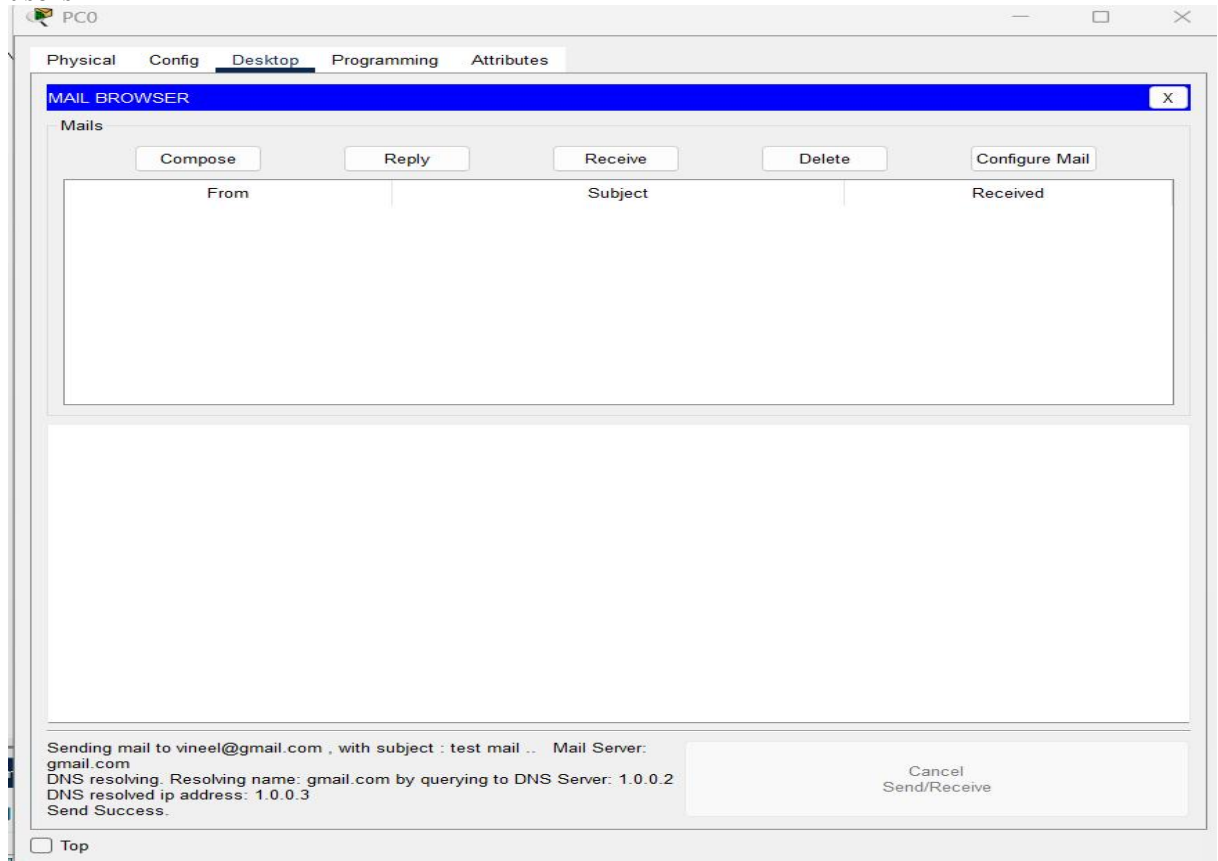 PC0
Physical Config Desktop Programming Attributes
MAIL BROWSER X
Mails
Compose Reply Receive Delete Configure Mail
From Subject Received
Sending mail to vineel@gmail.com , with subject : test mail .. Mail Server:
gmail.com
DNS resolving. Resolving name: gmail.com by querying to DNS Server: 1.0.0.2
DNS resolved ip address: 1.0.0.3
Send Success.
Cancel
Send/Receive
Top